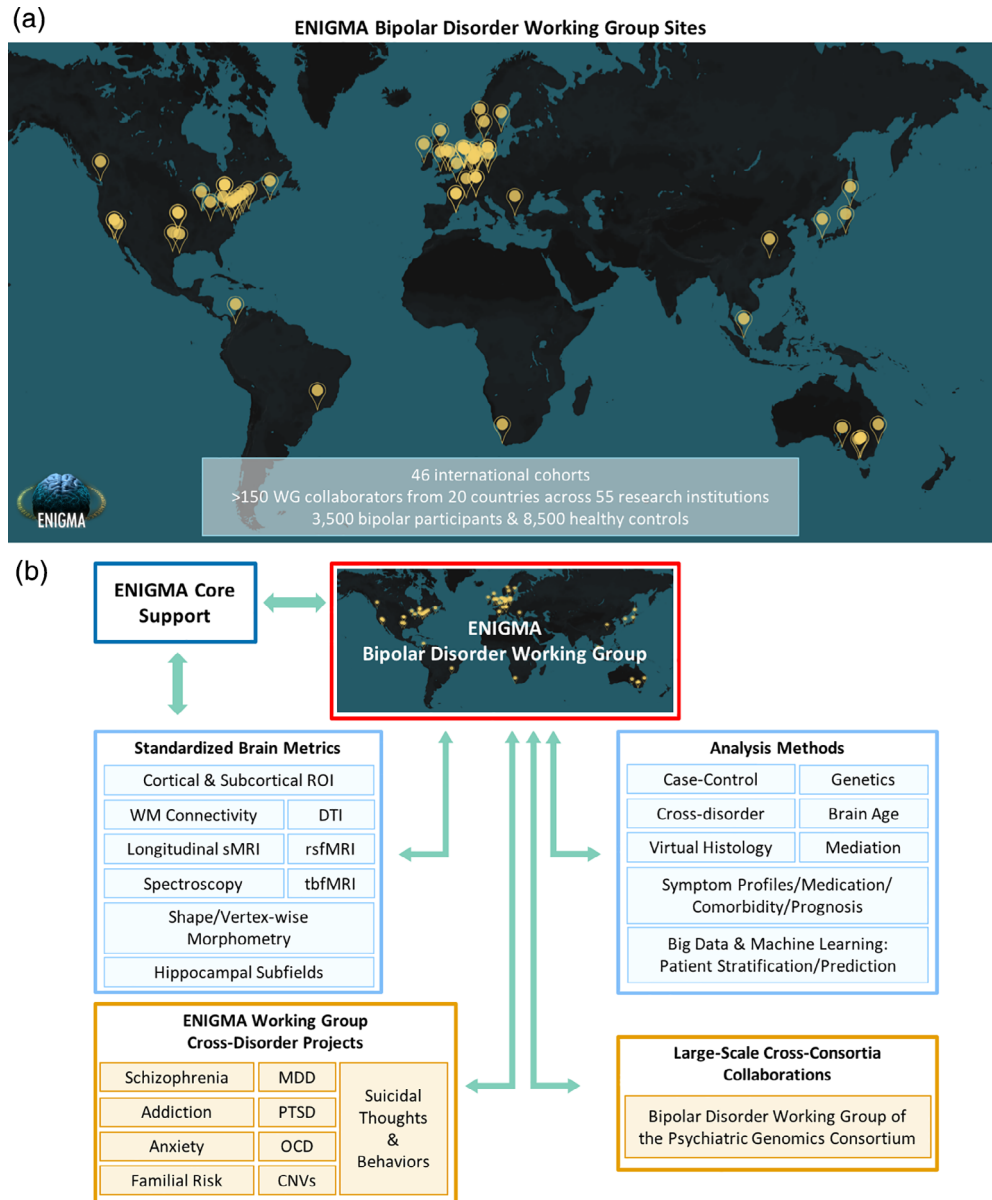 (a)
ENIGMA Bipolar Disorder Working Group Sites
46 international cohorts
>150 WG collaborators from 20 countries across 55 research institutions
3,500 bipolar participants & 8,500 healthy controls
ENIGMA
(b)
ENIGMA Core
Support
ENIGMA
Bipolar Disorder Working Group
Standardized Brain Metrics
Cortical & Subcortical ROI
WM Connectivity
DTI
Longitudinal sMRI
rsfMRI
Spectroscopy
tbfMRI
Shape/Vertex-wise
Morphometry
Hippocampal Subfields
Analysis Methods
Case-Control
Genetics
Cross-disorder
Brain Age
Virtual Histology
Mediation
Symptom Profiles/Medication/
Comorbidity/Prognosis
Big Data & Machine Learning:
Patient Stratification/Prediction
ENIGMA Working Group
Cross-Disorder Projects
Schizophrenia
MDD
Addiction
PTSD
Anxiety
OCD
Familial Risk
CNVs
Suicidal
Thoughts
&
Behaviors
Large-Scale Cross-Consortia
Collaborations
Bipolar Disorder Working Group of
the Psychiatric Genomics Consortium